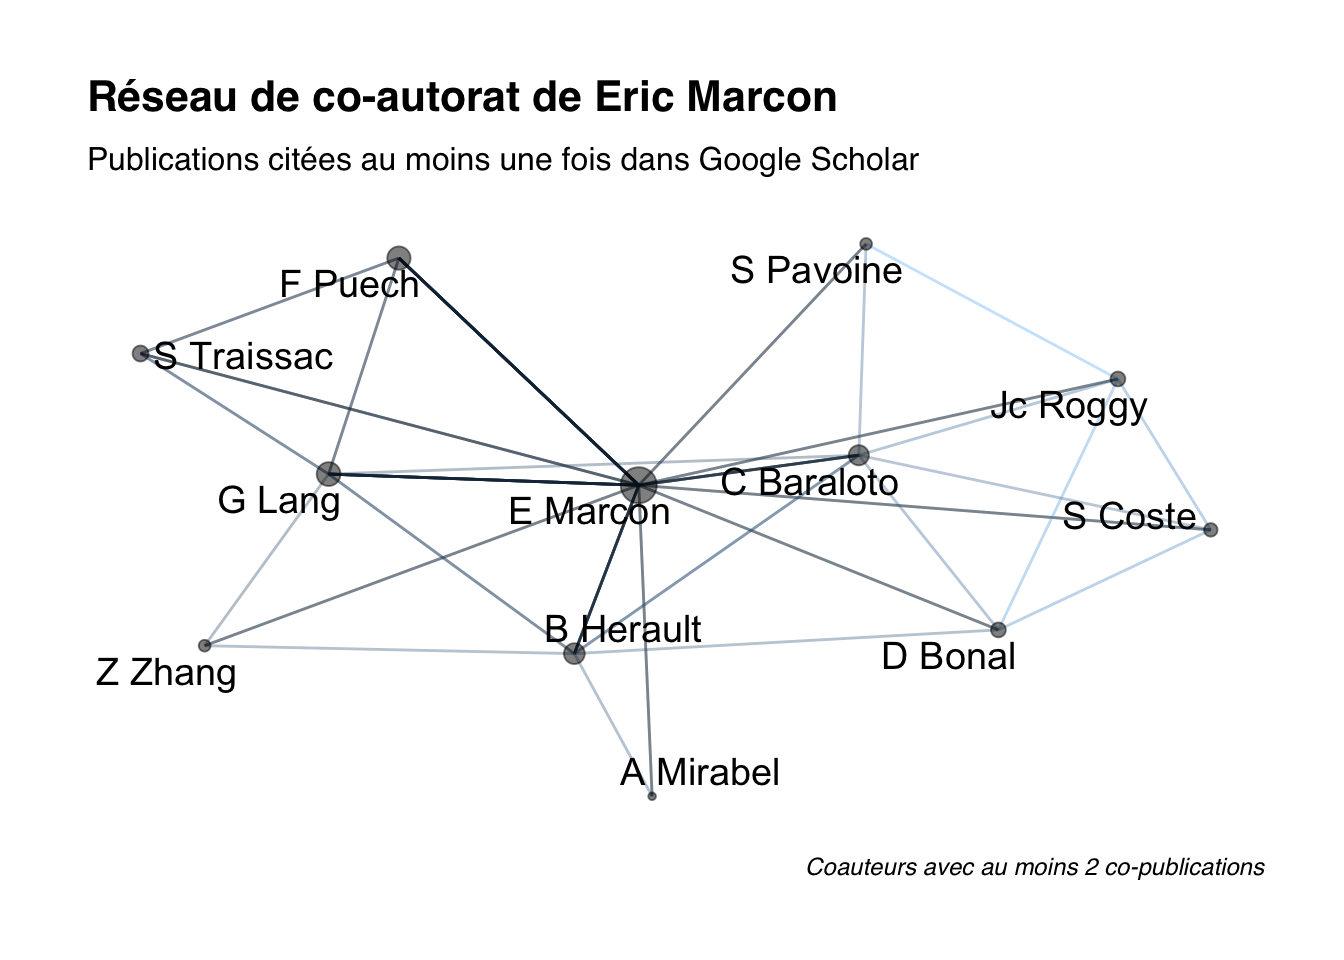 Réseau de co-autorat de Eric Marcon
Publications citées au moins une fois dans Google Scholar
S Pavoine
F Puech
S Traissac
Jc Roggy
C Baraloto
G Lang
E Marcon
S Coste
B Herault
D Bonal
Z Zhang
A Mirabel
Coauteurs avec au moins 2 co-publications